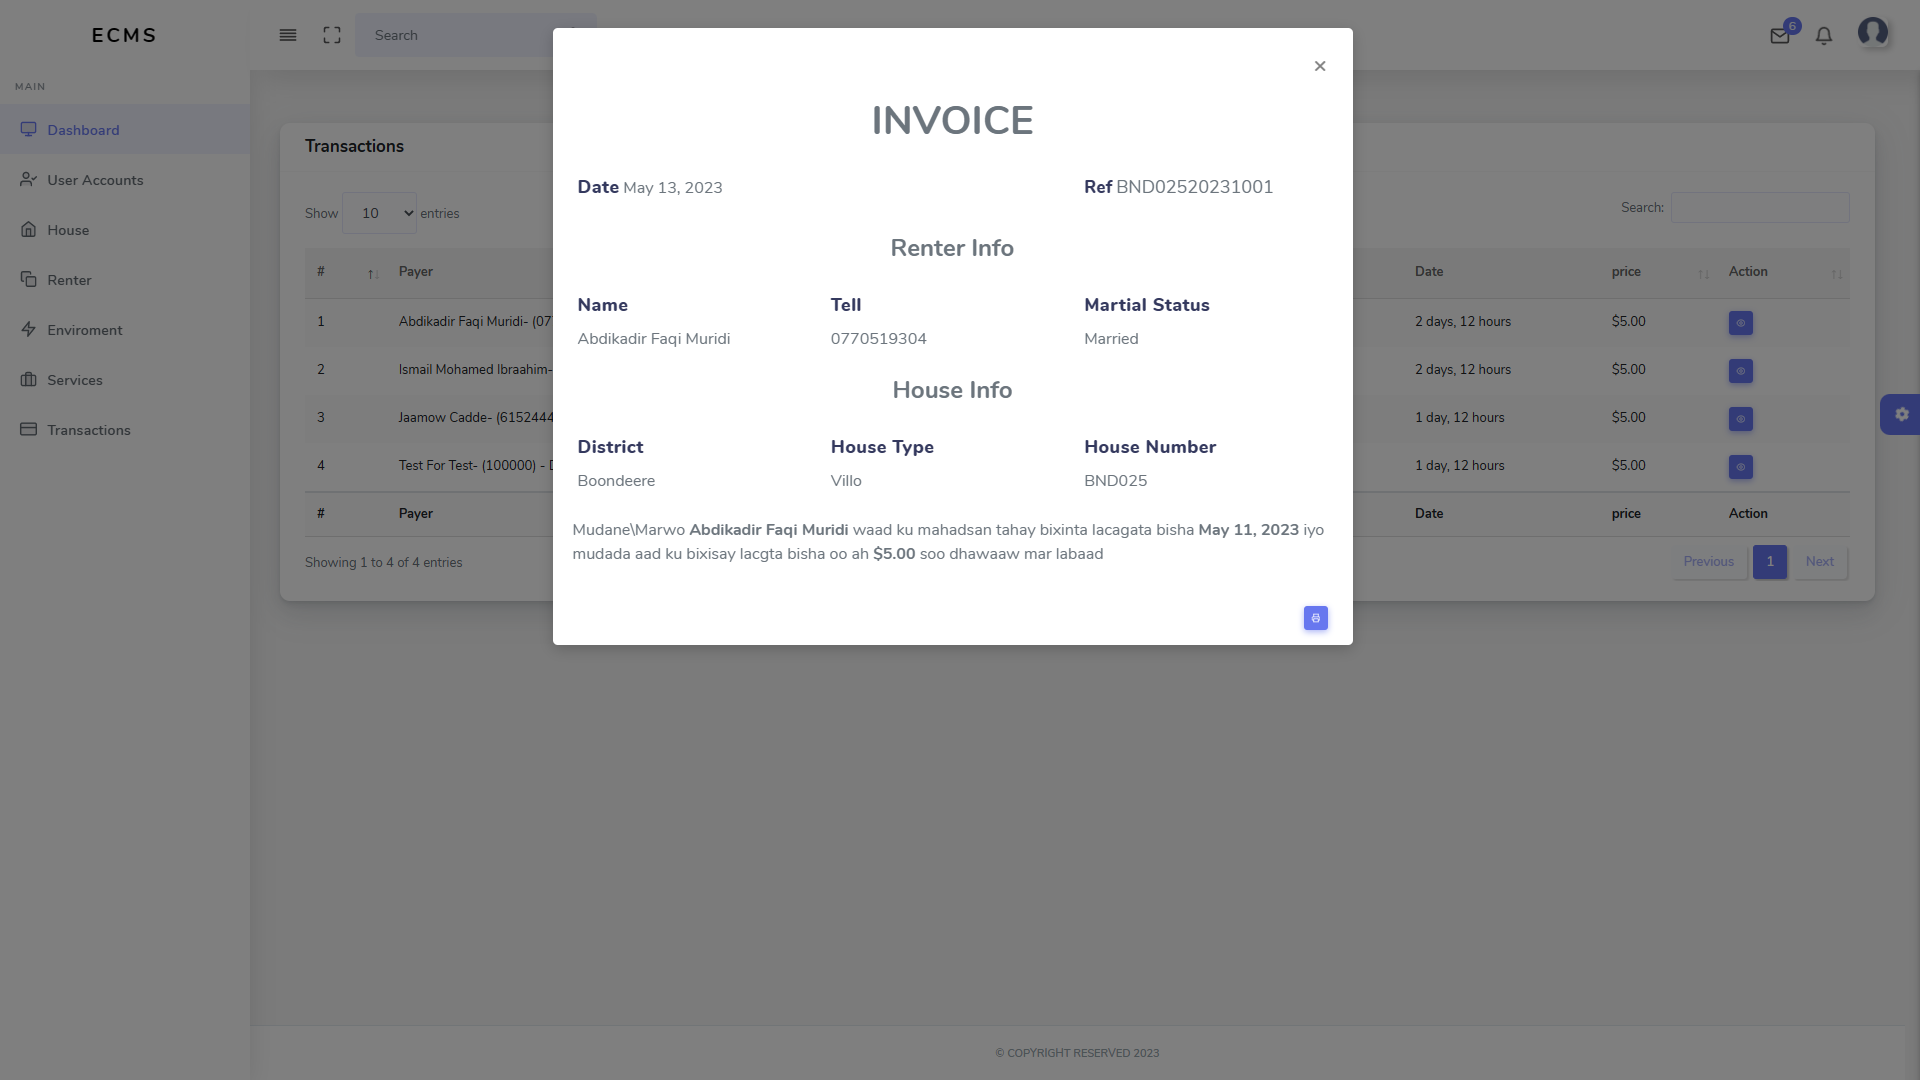 ECMS
Search
6
MAIN
Dashboard
User Accounts
House
Renter
Enviroment
Services
Transactions
Transactions
Show 10 entries
Search:
# Payer Date price Action
1 Abdikadir Faqi Muridi- (07 2 days, 12 hours $5.00
2 Ismail Mohamed Ibraahim- 2 days, 12 hours $5.00
3 Jaamow Cadde- (6152444 1 day, 12 hours $5.00
4 Test For Test- (100000) - 1 day, 12 hours $5.00
# Payer Date price Action
Showing 1 to 4 of 4 entries
Previous 1 Next
×
INVOICE
Date May 13, 2023 Ref BND02520231001
Renter Info
Name Tell Martial Status
Abdikadir Faqi Muridi 0770519304 Married
House Info
District House Type House Number
Boondeere Villo BND025
Mudane\Marwo Abdikadir Faqi Muridi waad ku mahadsan tahay bixinta lacagata bisha May 11, 2023 iyo
mudada aad ku bixisay lacgta bisha oo ah $5.00 soo dhawaaw mar labaad
© COPYRIGHT RESERVED 2023